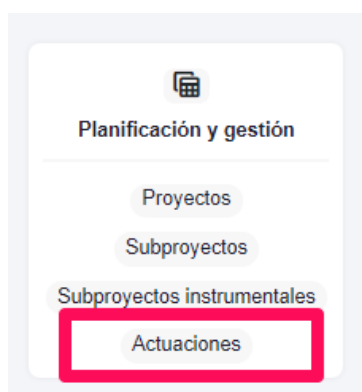 Planificación y gestión
Proyectos
Subproyectos
Subproyectos instrumentales
Actuaciones